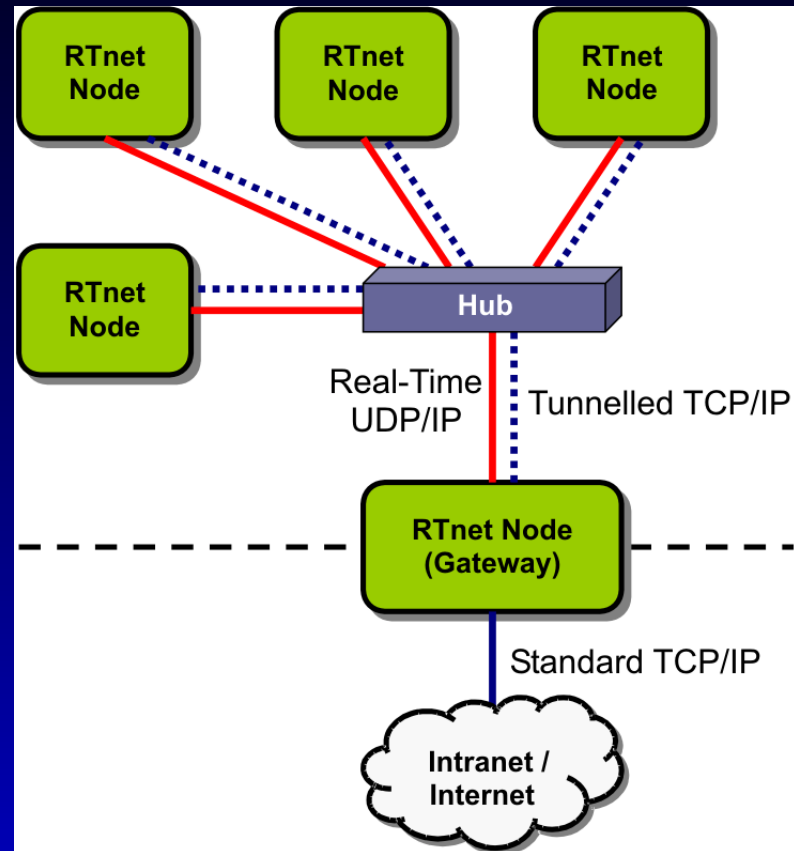 RTnet
Node
RTnet
Node
RTnet
Node
RTnet
Node
Hub
Real-Time
UDP/IP
Tunnelled TCP/IP
RTnet Node
(Gateway)
Standard TCP/IP
Intranet /
Internet